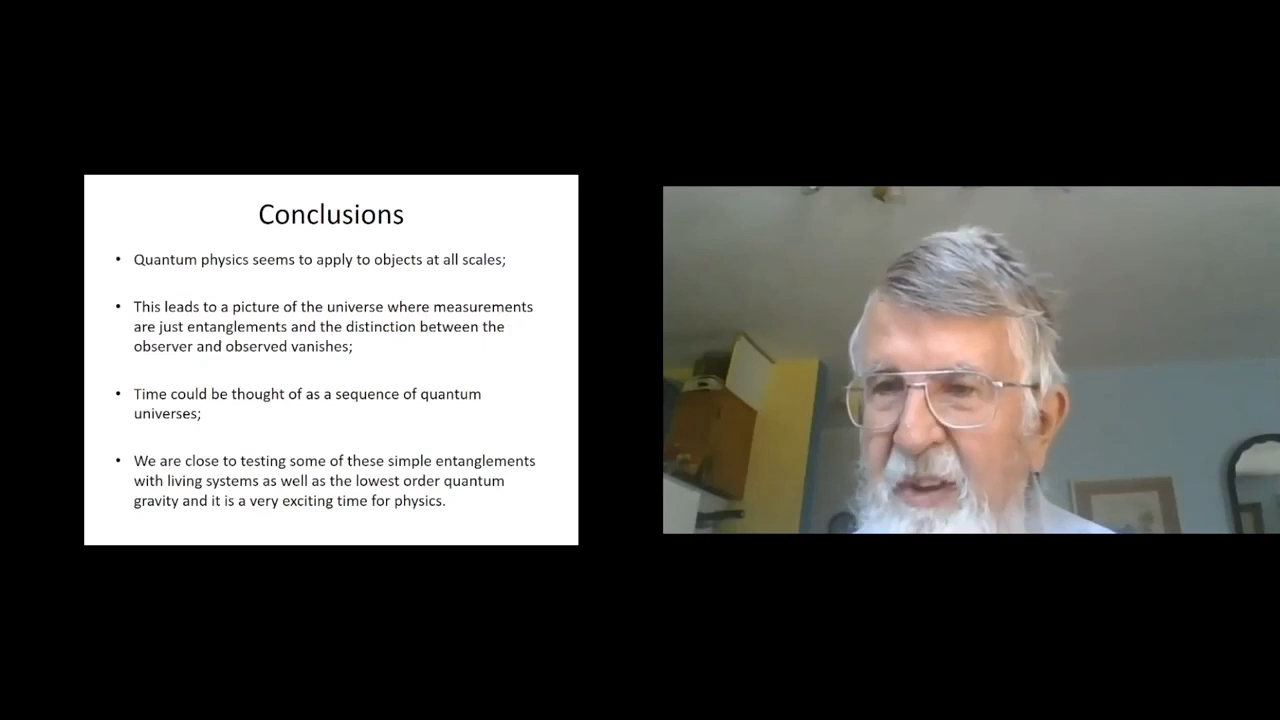 Conclusions
• Quantum physics seems to apply to objects at all scales;
• This leads to a picture of the universe where measurements
are just entanglements and the distinction between the
observer and observed vanishes;
• Time could be thought of as a sequence of quantum
universes;
• We are close to testing some of these simple entanglements
with living systems as well as the lowest order quantum
gravity and it is a very exciting time for physics.